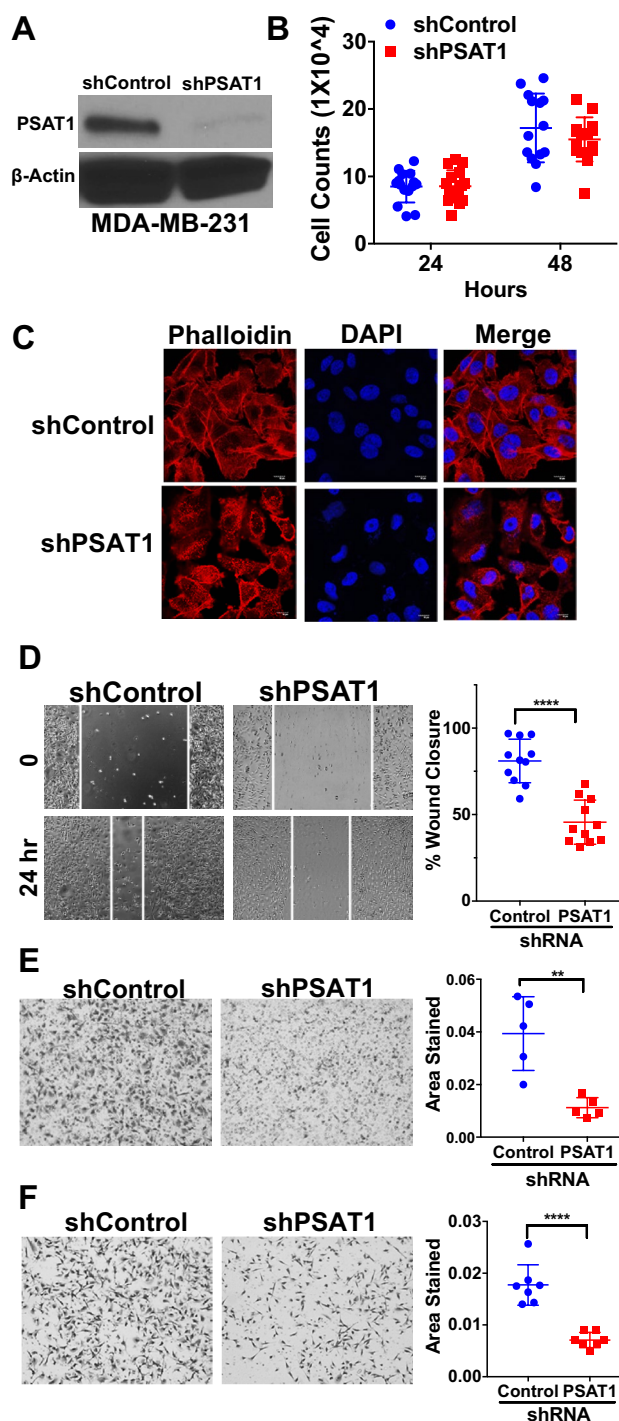 A
shControl shPSAT1
PSAT1
β-Actin
MDA-MB-231
B
shControl
shPSAT1
Cell Counts (1X10^4)
30
20
10
0
24 48
Hours
C
Phalloidin DAPI Merge
shControl
shPSAT1
D
shControl shPSAT1
0
24 hr
% Wound Closure
100
50
0
****
Control PSAT1
shRNA
E
shControl shPSAT1
Area Stained
0.06
0.04
0.02
0.00
**
Control PSAT1
shRNA
F
shControl shPSAT1
Area Stained
0.03
0.02
0.01
0.00
****
Control PSAT1
shRNA